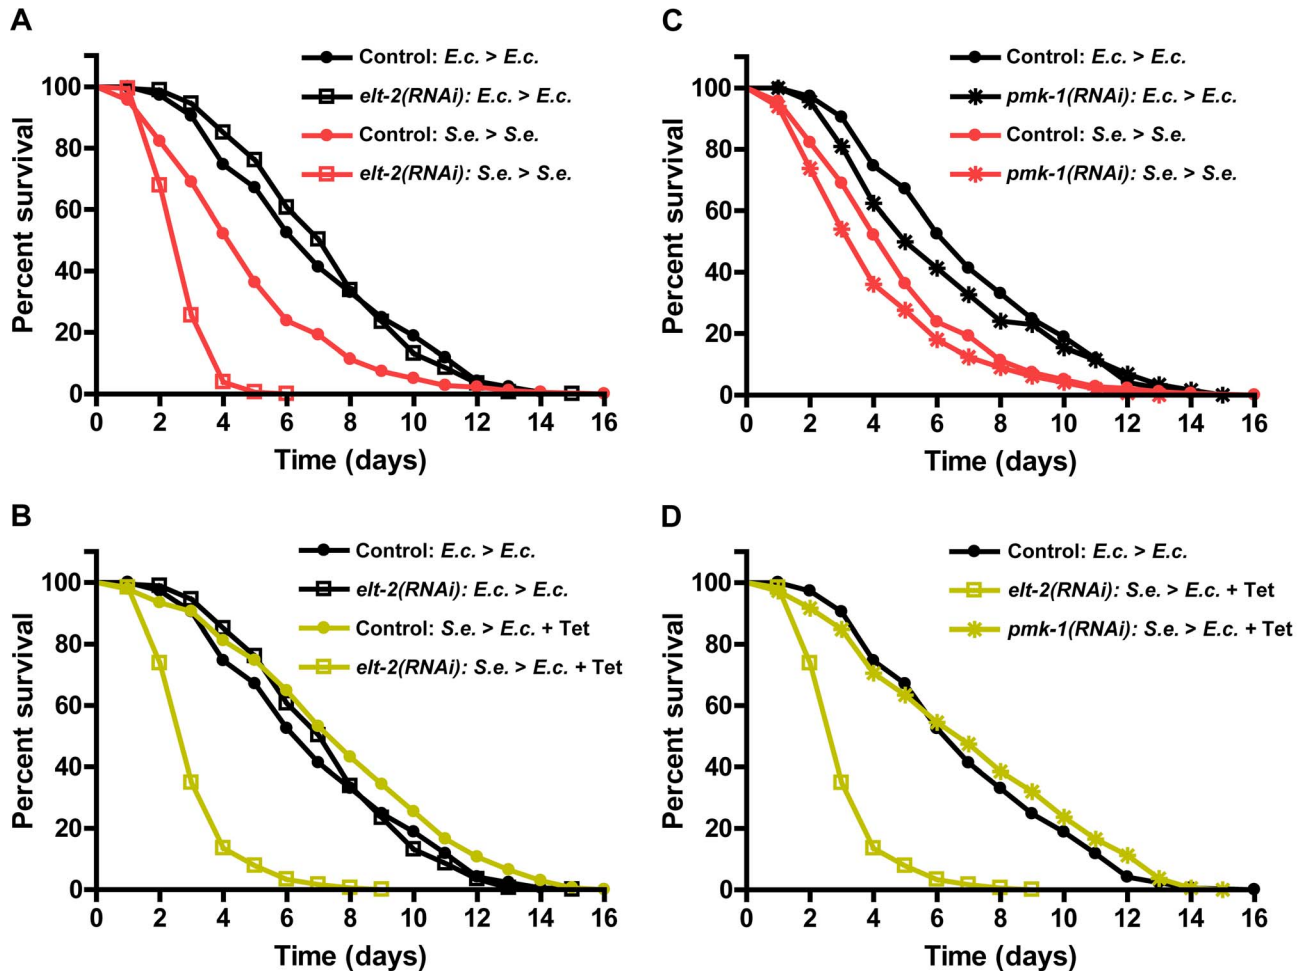 A
Control: E.c. > E.c.
elt-2(RNAi): E.c. > E.c.
Control: S.e. > S.e.
elt-2(RNAi): S.e. > S.e.
Percent survival
100
80
60
40
20
0
0 2 4 6 8 10 12 14 16
Time (days)
C
Control: E.c. > E.c.
pmk-1(RNAi): E.c. > E.c.
Control: S.e. > S.e.
pmk-1(RNAi): S.e. > S.e.
Percent survival
100
80
60
40
20
0
0 2 4 6 8 10 12 14 16
Time (days)
B
Control: E.c. > E.c.
elt-2(RNAi): E.c. > E.c.
Control: S.e. > E.c. + Tet
elt-2(RNAi): S.e. > E.c. + Tet
Percent survival
100
80
60
40
20
0
0 2 4 6 8 10 12 14 16
Time (days)
D
Control: E.c. > E.c.
elt-2(RNAi): S.e. > E.c. + Tet
pmk-1(RNAi): S.e. > E.c. + Tet
Percent survival
100
80
60
40
20
0
0 2 4 6 8 10 12 14 16
Time (days)